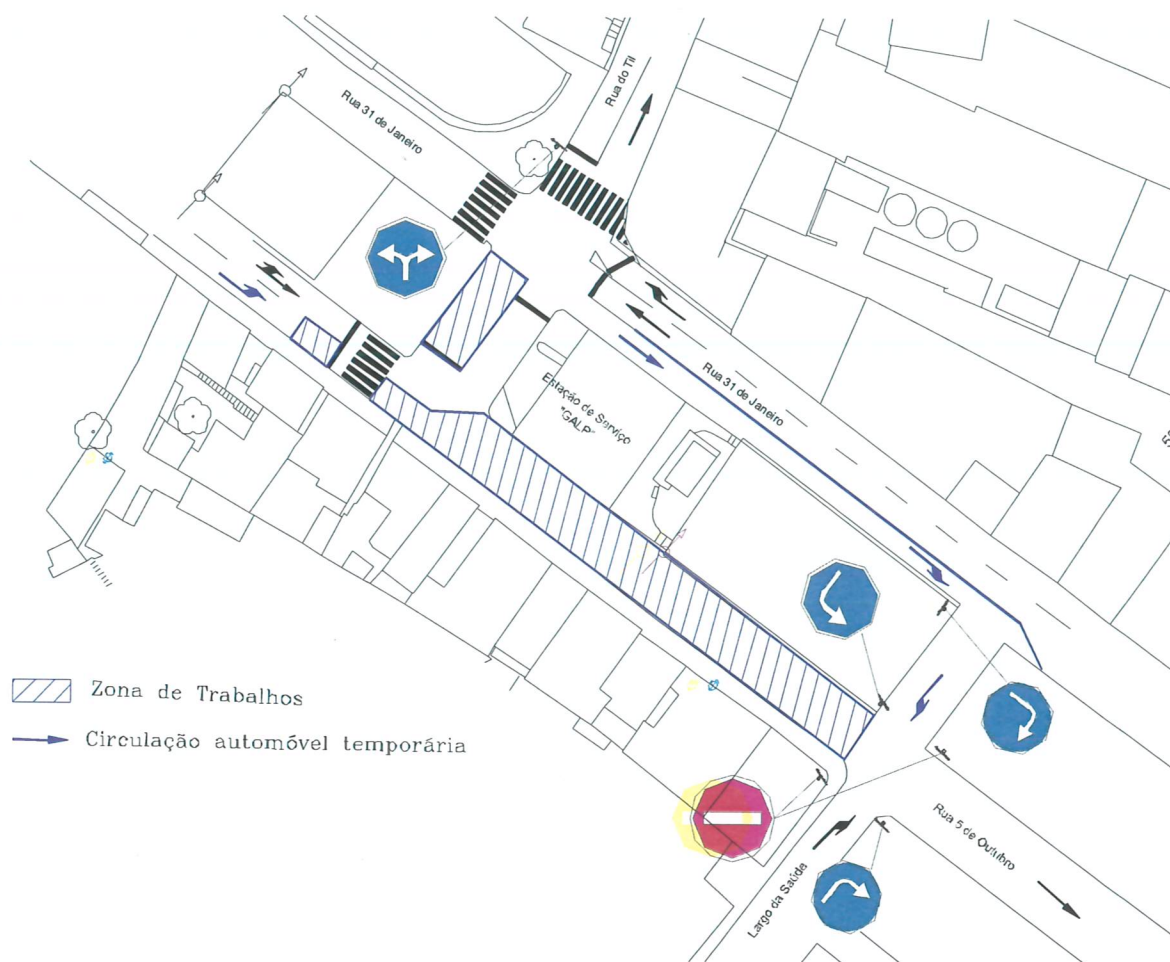 Rua do Til
Rua 31 de Janeiro
Rua 31 de Janeiro
Estação de Serviço
"GALP"
Zona de Trabalhos
Circulação automóvel temporária
Rua 5 de Outubro
Largo da Saúde